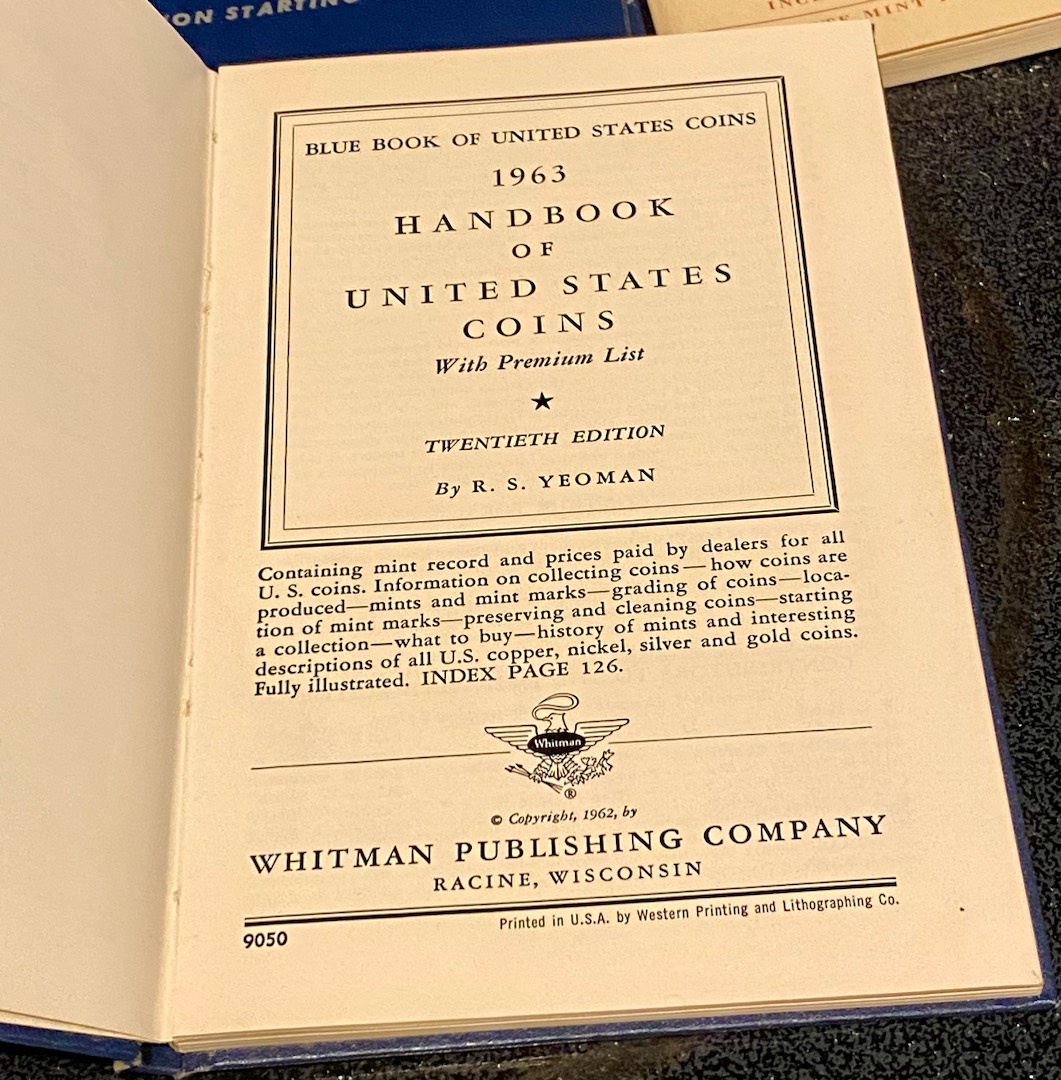 ON STARTING
MINT
BLUE BOOK OF UNITED STATES COINS
1963
HANDBOOK
OF
UNITED STATES
COINS
With Premium List
★
TWENTIETH EDITION
By R. S. YEOMAN
Containing mint record and prices paid by dealers for all
U. S. coins. Information on collecting coins—how coins are
produced—mints and mint marks—grading of coins—loca-
tion of mint marks—preserving and cleaning coins—starting
a collection—what to buy—history of mints and interesting
descriptions of all U.S. copper, nickel, silver and gold coins.
Fully illustrated. INDEX PAGE 126.
Whitman
®
© Copyright, 1962, by
WHITMAN PUBLISHING COMPANY
RACINE, WISCONSIN
Printed in U.S.A. by Western Printing and Lithographing Co.
9050